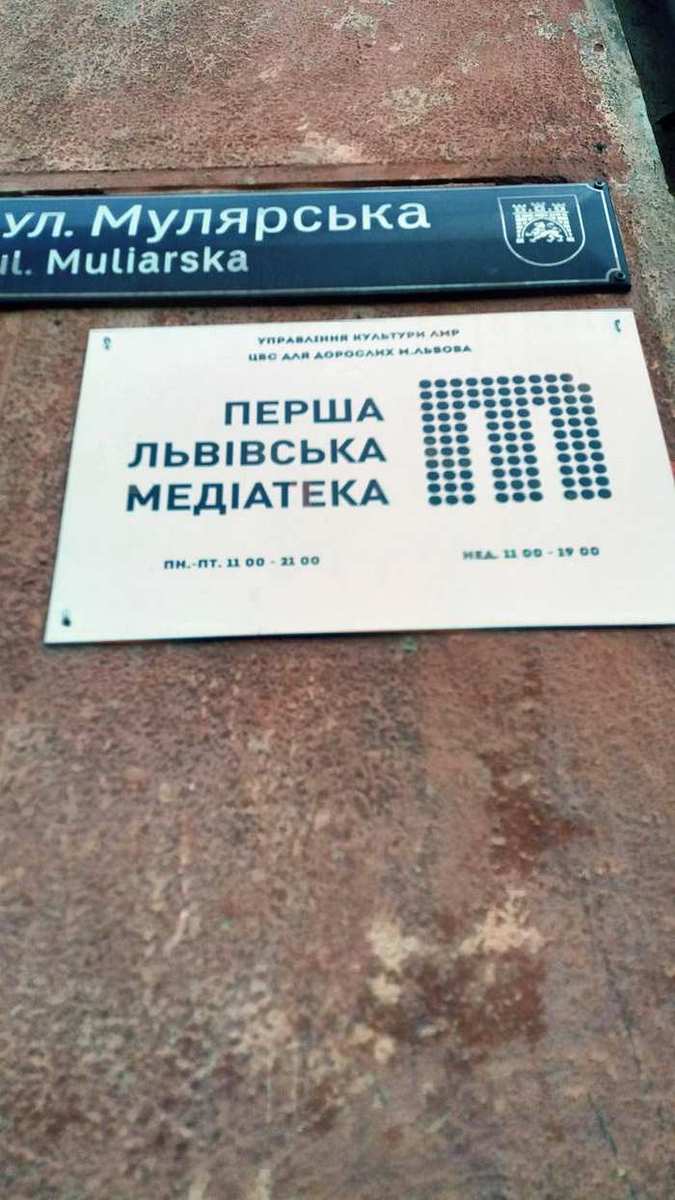 вул. Мулярська
vul. Muliarska
УПРАВЛІННЯ КУЛЬТУРИ ЛМР
ЦБС ДЛЯ ДОРОСЛИХ М.ЛЬВОВА
ПЕРША
ЛЬВІВСЬКА
МЕДІАТЕКА
ПН.-ПТ. 11 00 - 21 00
НЕД. 11 00 - 19 00